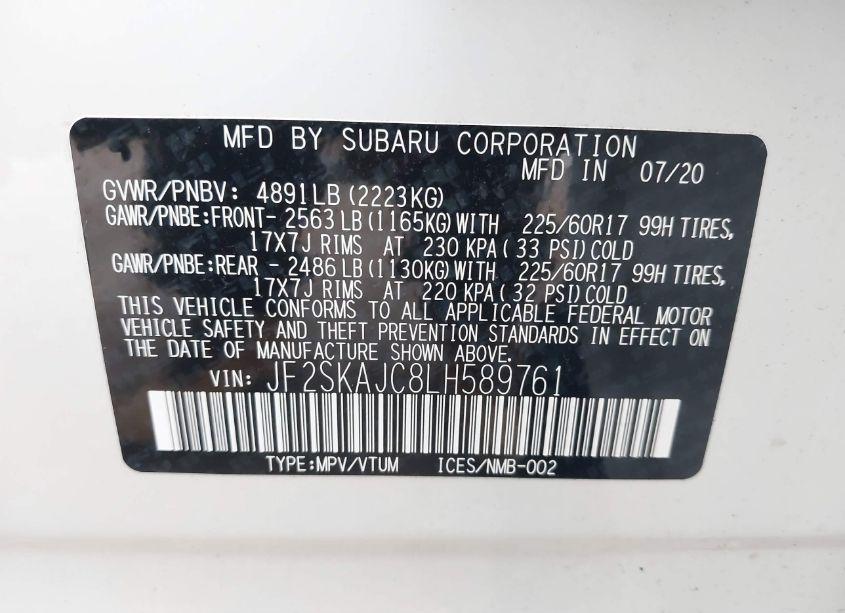 MFD BY SUBARU CORPORATION
MFD IN 07/20
GVWR/PNBV: 4891LB (2223KG)
GAWR/PNBE:FRONT- 2563 LB (1165KG) WITH 225/60R17 99H TIRES,
17X7J RIMS AT 230 KPA ( 33 PSI) COLD
GAWR/PNBE:REAR - 2486 LB (1130KG) WITH 225/60R17 99H TIRES,
17X7J RIMS AT 220 KPA ( 32 PSI) COLD
THIS VEHICLE CONFORMS TO ALL APPLICABLE FEDERAL MOTOR
VEHICLE SAFETY AND THEFT PREVENTION STANDARDS IN EFFECT ON
THE DATE OF MANUFACTURE SHOWN ABOVE.
VIN: JF2SKAJC8LH589761
TYPE:MPV/VTUM ICES/NMB-002